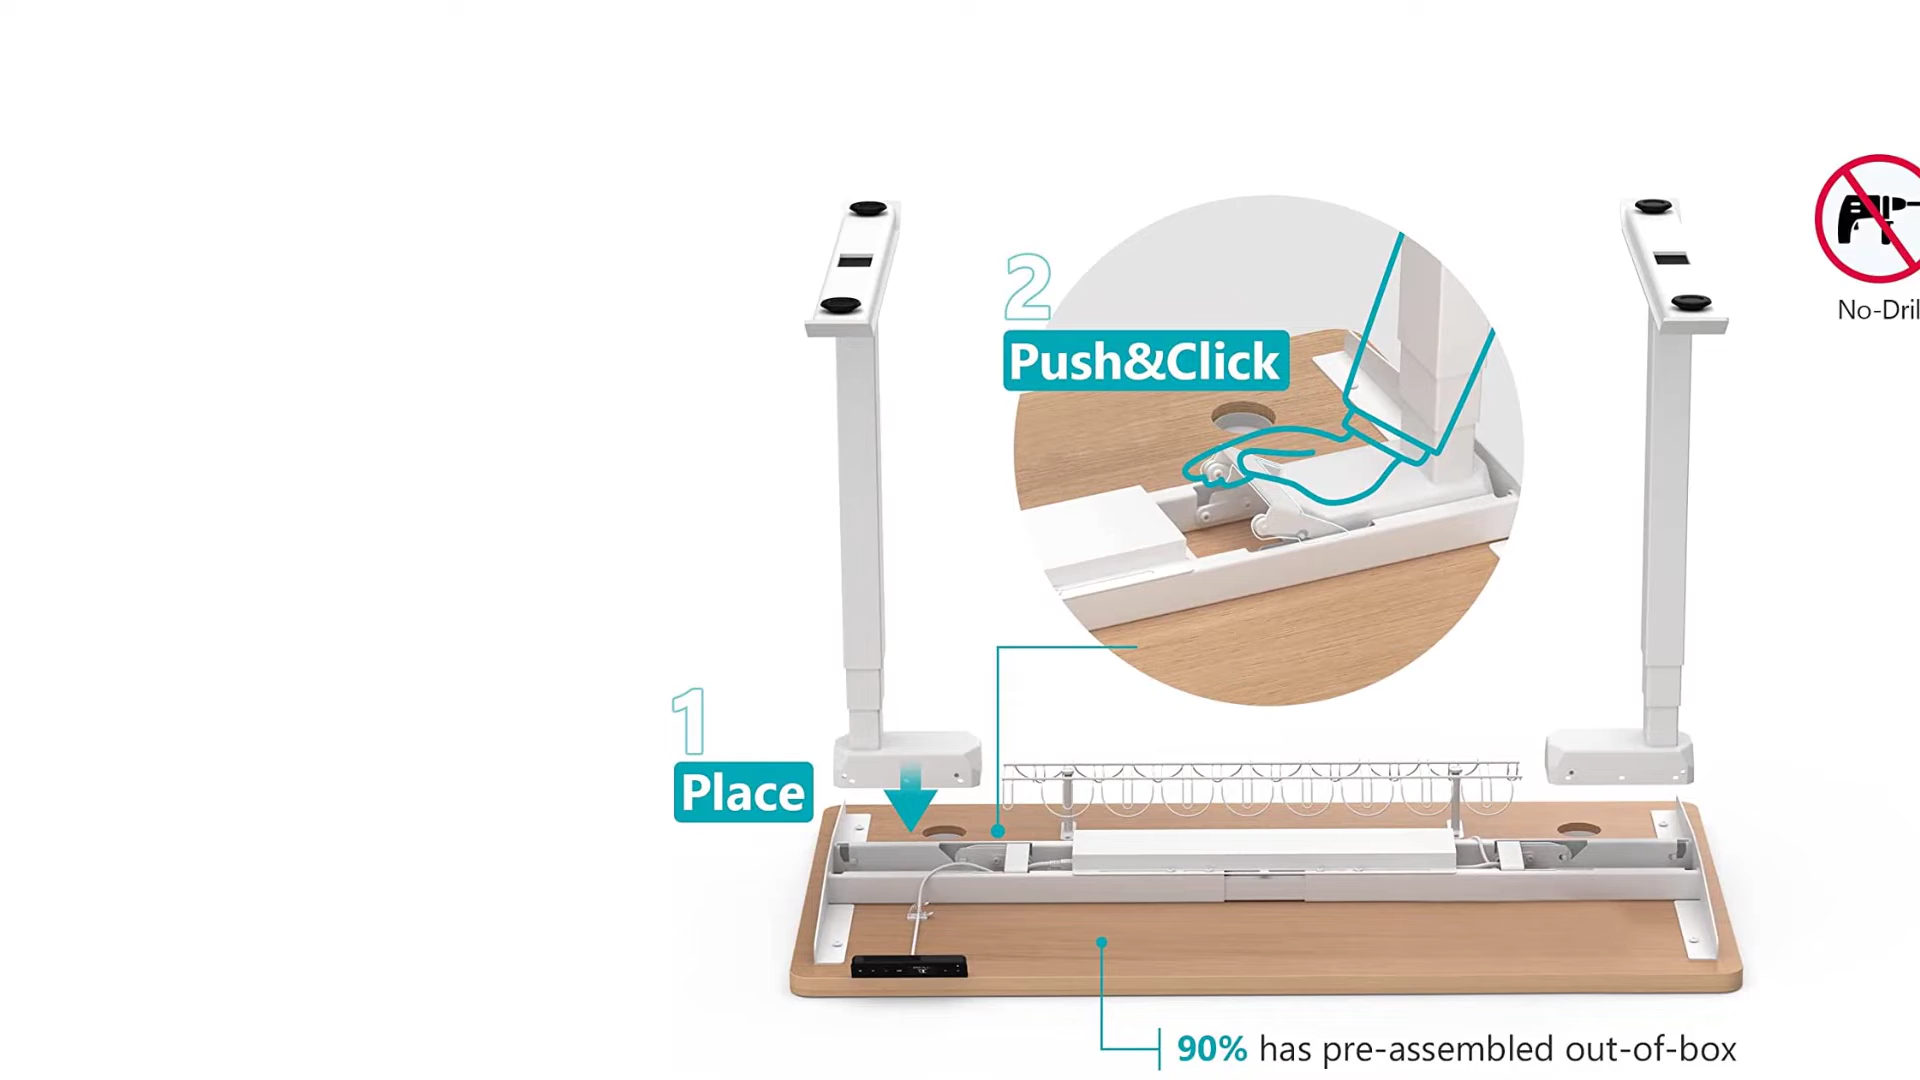 2
Push&Click
No-Dril
1
Place
90% has pre-assembled out-of-box